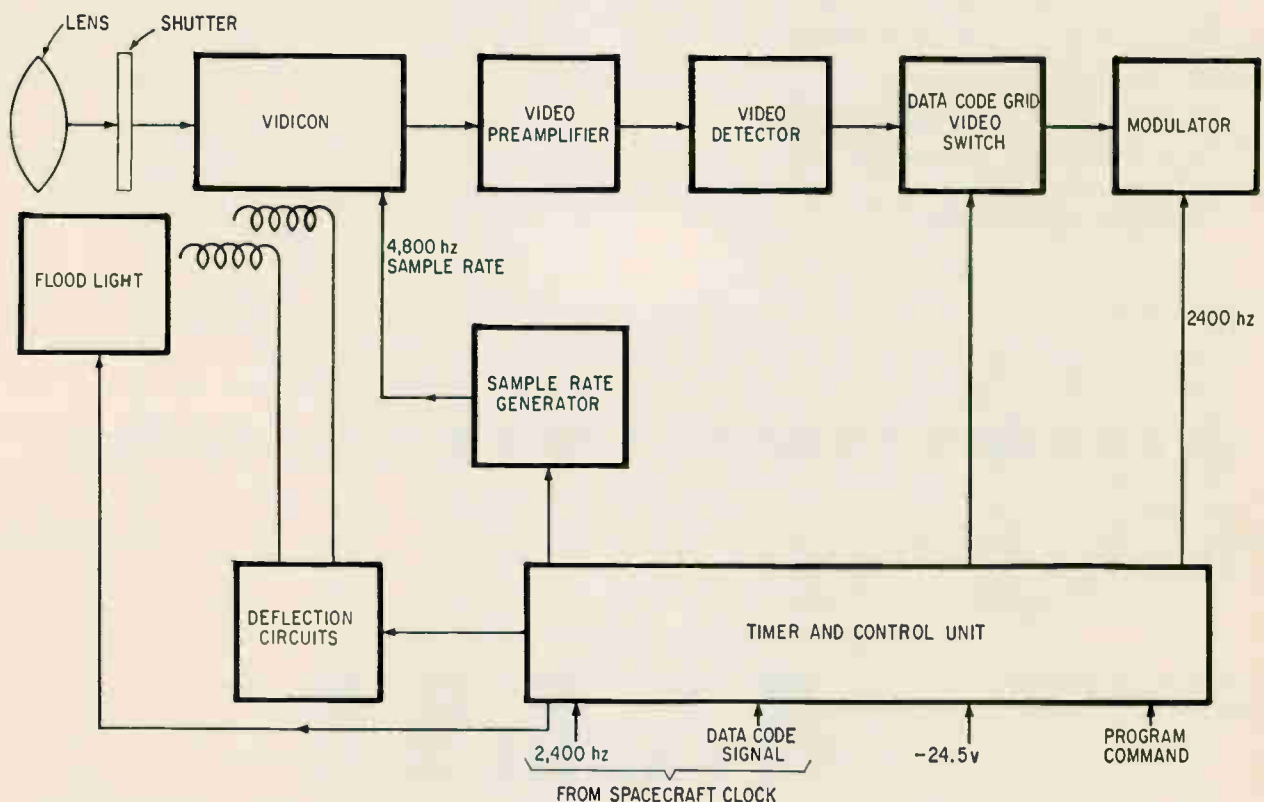 LENS
SHUTTER
VIDICON
VIDEO
PREAMPLIFIER
VIDEO
DETECTOR
DATA CODE GRID
VIDEO
SWITCH
MODULATOR
FLOOD LIGHT
4,800 hz
SAMPLE RATE
2400 hz
SAMPLE RATE
GENERATOR
DEFLECTION
CIRCUITS
TIMER AND CONTROL UNIT
2,400 hz
DATA CODE
SIGNAL
-24.5v
PROGRAM
COMMAND
FROM SPACECRAFT CLOCK